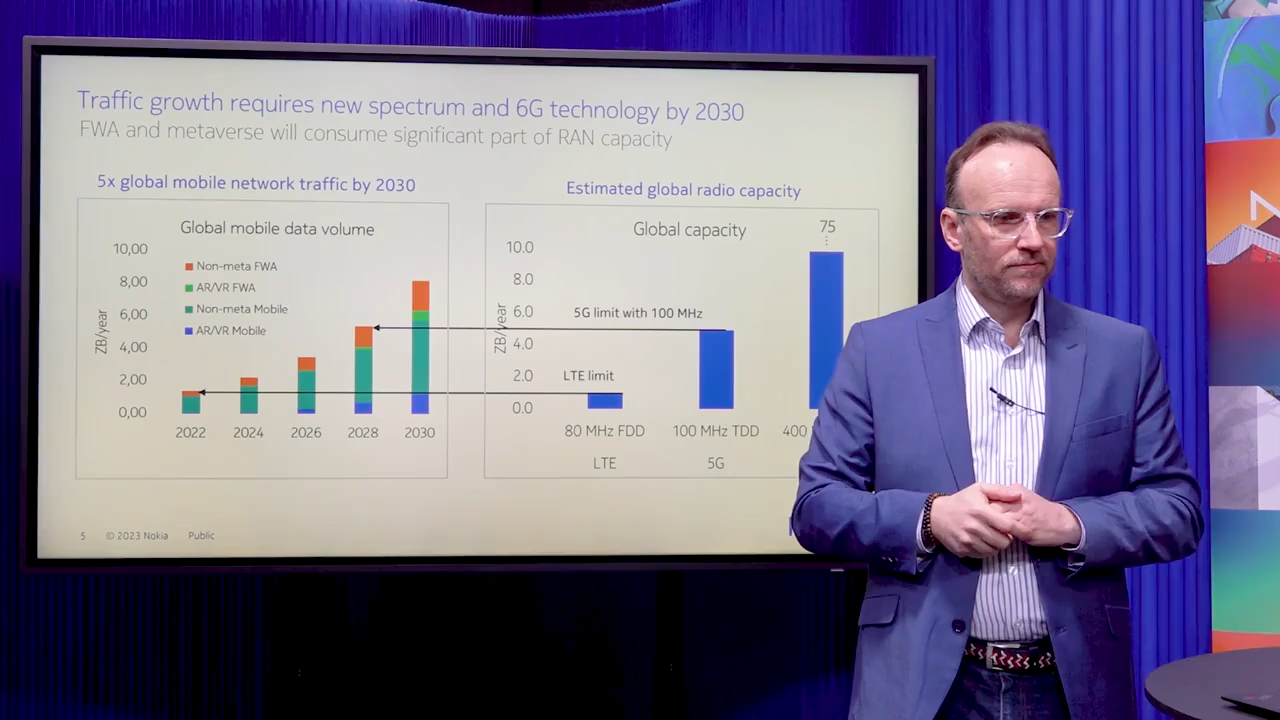 Traffic growth requires new spectrum and 6G technology by 2030
FWA and metaverse will consume significant part of RAN capacity
5x global mobile network traffic by 2030
Global mobile data volume
10,00
8,00
6,00
4,00
2,00
0,00
ZB/year
Non-meta FWA
AR/VR FWA
Non-meta Mobile
AR/VR Mobile
2022 2024 2026 2028 2030
Estimated global radio capacity
Global capacity
75
10.0
8.0
6.0
4.0
2.0
0.0
ZB/year
5G limit with 100 MHz
LTE limit
80 MHz FDD 100 MHz TDD 400
LTE 5G
5 © 2023 Nokia Public